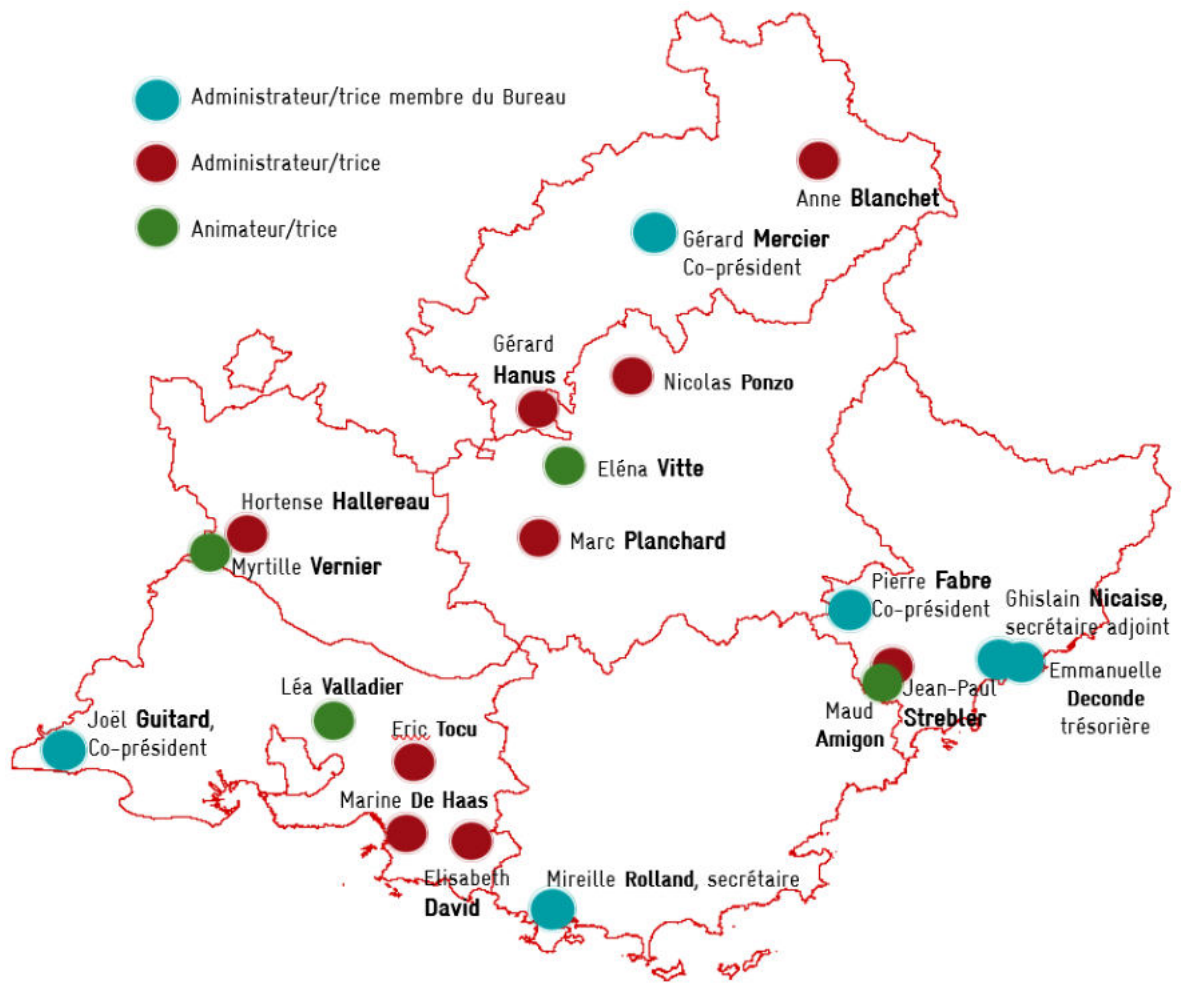 Administrateur/trice membre du Bureau
Administrateur/trice
Animateur/trice
Anne Blanchet
Gérard Mercier
Co-président
Gérard
Hanus
Nicolas Ponzo
Eléna Vitte
Hortense Hallereau
Myrtille Vernier
Marc Planchard
Pierre Fabre
Co-président
Ghislain Nicaise,
secrétaire adjoint
Emmanuelle
Deconde
trésorière
Jean-Paul
Strebler
Maud
Amigon
Léa Valladier
Joël Guitard,
Co-président
Eric Tocu
Marine De Haas
Elisabeth
David
Mireille Rolland, secrétaire